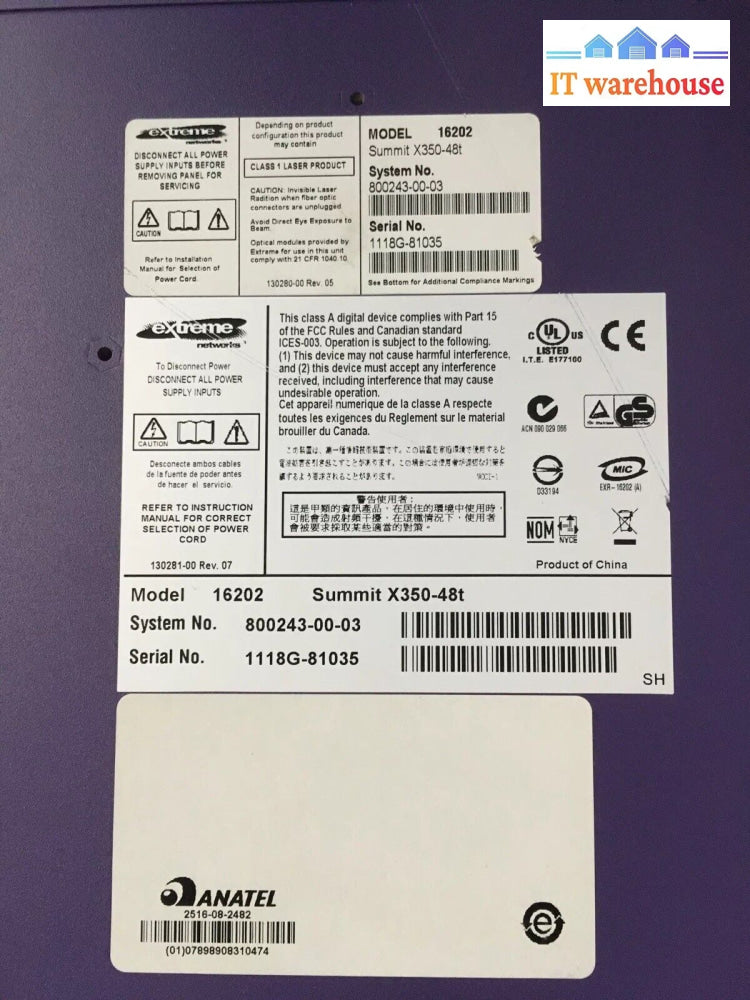 IT warehouse
extreme
networks
DISCONNECT ALL POWER
SUPPLY INPUTS BEFORE
REMOVING PANEL FOR
SERVICING
CAUTION
Refer to Installation
Manual for Selection of
Power Cord.
Depending on product
configuration this product
may contain
CLASS 1 LASER PRODUCT
CAUTION: Invisible Laser
Radition when fiber optic
connectors are unplugged
Avoid Direct Eye Exposure to
Beam.
Optical modules provided by
Extreme for use in this unit
comply with 21 CFR 1040.10.
130280-00 Rev. 05
MODEL 16202
Summit X350-48t
System No.
800243-00-03
Serial No.
1118G-81035
See Bottom for Additional Compliance Markings
extreme
networks
To Disconnect Power
DISCONNECT ALL POWER
SUPPLY INPUTS
CAUTION
Desconecte ambos cables
de la fuente de poder antes
de hacer el servicio.
REFER TO INSTRUCTION
MANUAL FOR CORRECT
SELECTION OF POWER
CORD
130281-00 Rev. 07
This class A digital device complies with Part 15
of the FCC Rules and Canadian standard
ICES-003. Operation is subject to the following.
(1) This device may not cause harmful interference,
and (2) this device must accept any interference
received, including interference that may cause
undesirable operation.
Cet appareil numerique de la classe A respecte
toutes les exigences du Reglement sur le material
brouiller du Canada.
警告使用者:
這是甲類的資訊產品，在居住的環境中使用時，
可能會造成射頻干擾，在這種情況下，使用者
會被要求採取某些適當的對策。
C UL US
LISTED
I.T.E. E177100
CE
ACN 090 029 066
GS
D33194
MIC
EXR-16202 (A)
NOM
NYCE
Product of China
Model 16202 Summit X350-48t
System No. 800243-00-03
Serial No. 1118G-81035
SH
ANATEL
2516-08-2482
(01)07898908310474